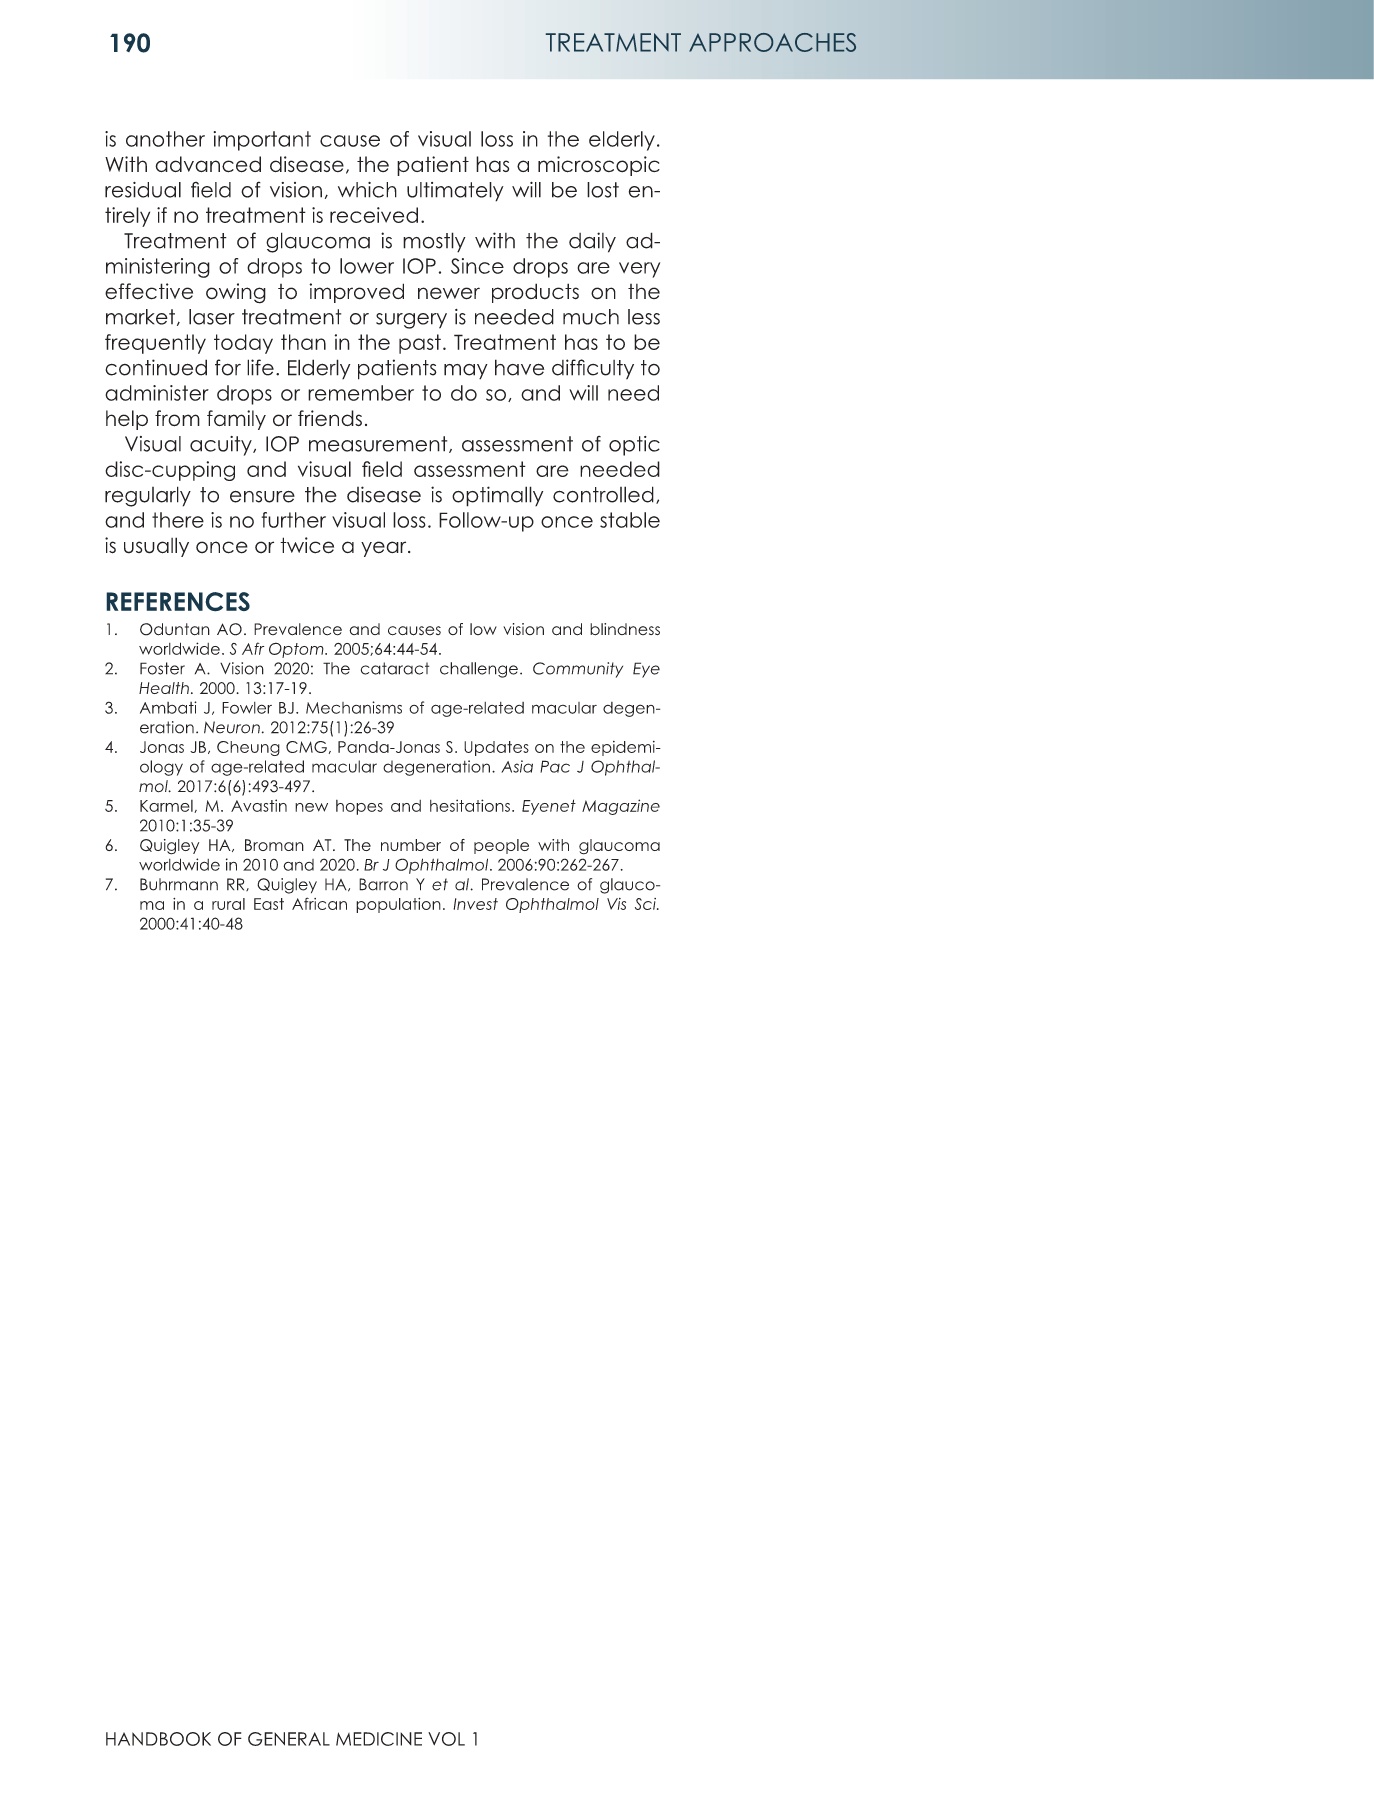 190
TREATMENT APPROACHES
is another important cause of visual loss in the elderly.
With advanced disease, the patient has a microscopic
residual field of vision, which ultimately will be lost en-
tirely if no treatment is received.
Treatment of glaucoma is mostly with the daily ad-
ministering of drops to lower IOP. Since drops are very
effective owing to improved newer products on the
market, laser treatment or surgery is needed much less
frequently today than in the past. Treatment has to be
continued for life. Elderly patients may have difficulty to
administer drops or remember to do so, and will need
help from family or friends.
Visual acuity, IOP measurement, assessment of optic
disc-cupping and visual field assessment are needed
regularly to ensure the disease is optimally controlled,
and there is no further visual loss. Follow-up once stable
is usually once or twice a year.
REFERENCES
1. Oduntan AO. Prevalence and causes of low vision and blindness
worldwide. S Afr Optom. 2005;64:44-54.
2. Foster A. Vision 2020: The cataract challenge. Community Eye
Health. 2000. 13:17-19.
3. Ambati J, Fowler BJ. Mechanisms of age-related macular degen-
eration. Neuron. 2012:75(1):26-39
4. Jonas JB, Cheung CMG, Panda-Jonas S. Updates on the epidemi-
ology of age-related macular degeneration. Asia Pac J Ophthal-
mol. 2017:6(6):493-497.
5. Karmel, M. Avastin new hopes and hesitations. Eyenet Magazine
2010:1:35-39
6. Quigley HA, Broman AT. The number of people with glaucoma
worldwide in 2010 and 2020. Br J Ophthalmol. 2006:90:262-267.
7. Buhrmann RR, Quigley HA, Barron Y et al. Prevalence of glauco-
ma in a rural East African population. Invest Ophthalmol Vis Sci.
2000:41:40-48
HANDBOOK OF GENERAL MEDICINE VOL 1